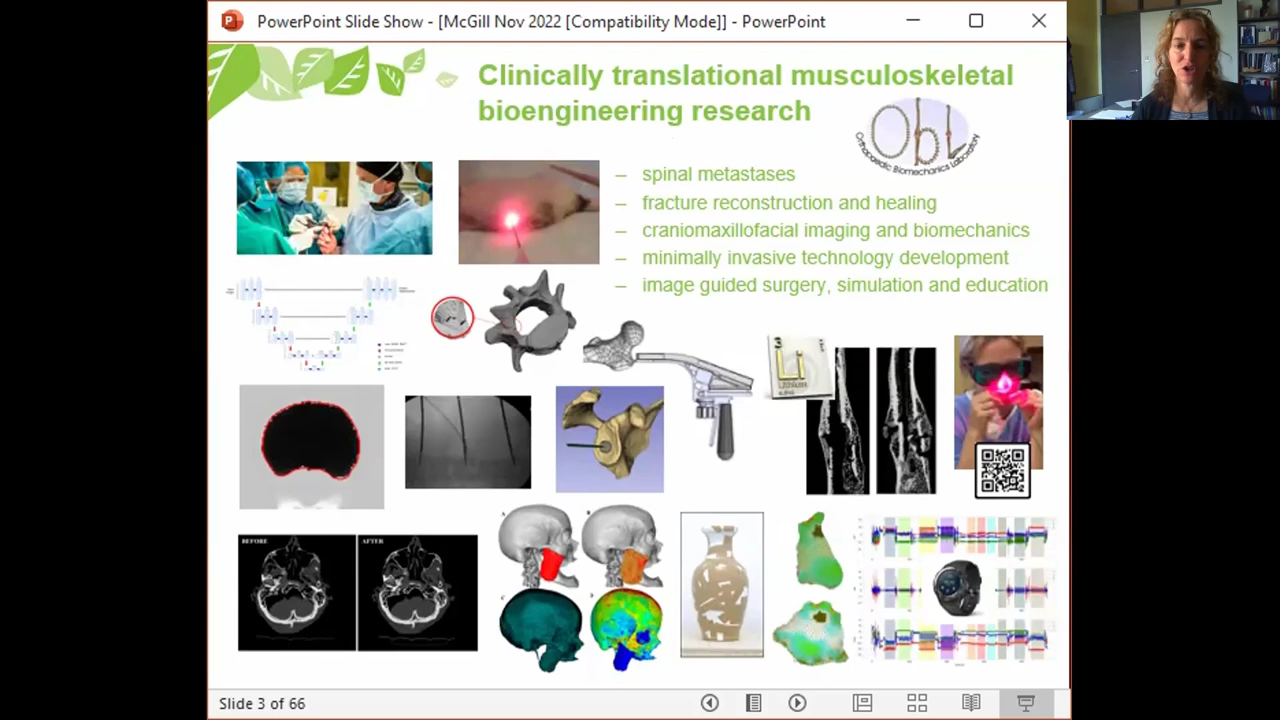 PowerPoint Slide Show - [McGill Nov 2022 [Compatibility Mode]] - PowerPoint
Clinically translational musculoskeletal
bioengineering research
ObL
Orthopaedic Biomechanics Laboratory
– spinal metastases
– fracture reconstruction and healing
– craniomaxillofacial imaging and biomechanics
– minimally invasive technology development
– image guided surgery, simulation and education
3
Li
Lithium
BEFORE
AFTER
A
B
C
Slide 3 of 66